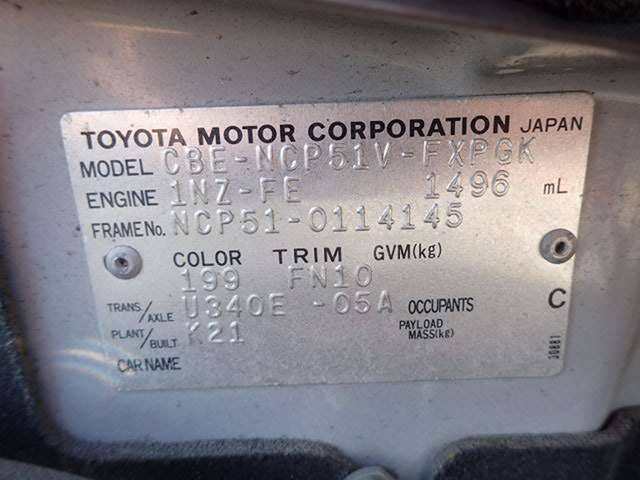 TOYOTA MOTOR CORPORATION JAPAN
MODEL CBE-NCP51V-FXPGK
ENGINE 1NZ-FE 1496 mL
FRAME No. NCP51-0114145
COLOR TRIM GVM(kg)
199 FN10
TRANS./AXLE U340E -05A OCCUPANTS C
PLANT/BUILT K21 PAYLOAD MASS(kg)
CAR NAME
30881